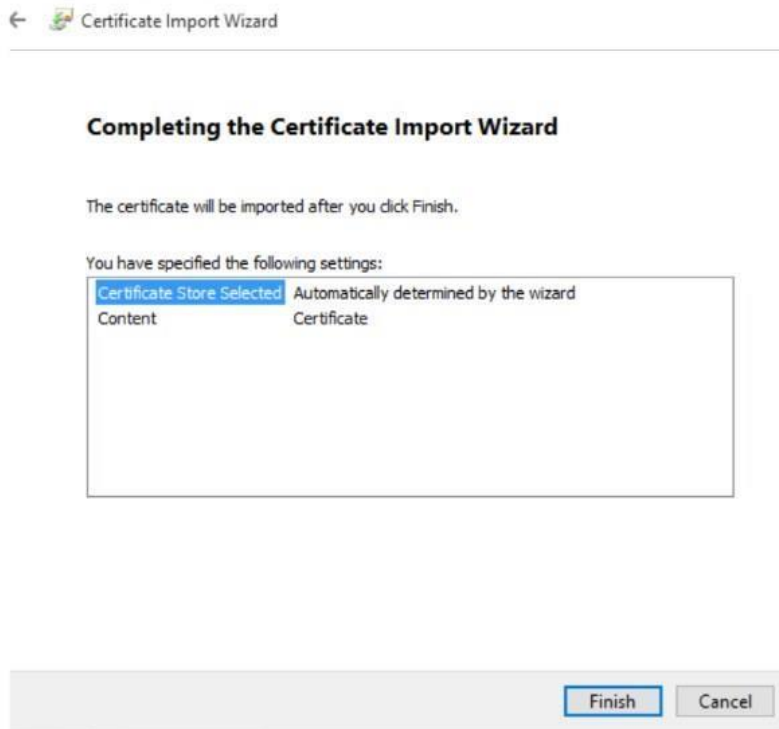 Certificate Import Wizard
Completing the Certificate Import Wizard
The certificate will be imported after you click Finish.
You have specified the following settings:
Certificate Store Selected Automatically determined by the wizard
Content Certificate
Finish Cancel